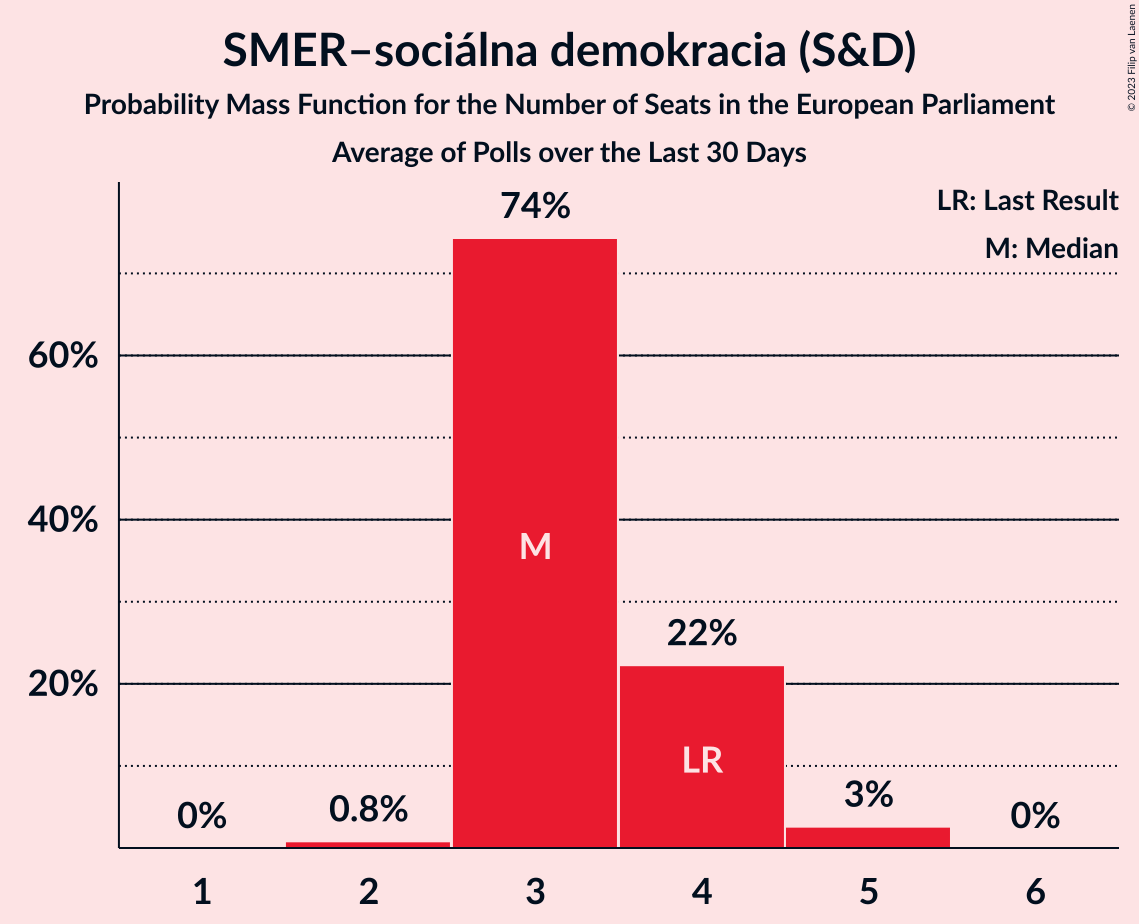 SMER–sociálna demokracia (S&D)
Probability Mass Function for the Number of Seats in the European Parliament
Average of Polls over the Last 30 Days
© 2023 Filip van Laenen
LR: Last Result
M: Median
74%
60%
40%
M
22%
20%
LR
0%
0.8%
3%
0%
1 2 3 4 5 6